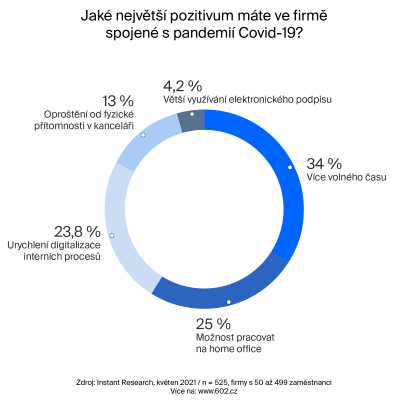 Jaké největší pozitivum máte ve firmě
spojené s pandemií Covid-19?
4,2 %
Větší využívání elektronického podpisu
13 %
Oproštění od fyzické
přítomnosti v kanceláři
34 %
Více volného času
23,8 %
Urychlení digitalizace
interních procesů
25 %
Možnost pracovat
na home office
Zdroj: Instant Research, květen 2021 / n = 525, firmy s 50 až 499 zaměstnanci
Více na: www.602.cz